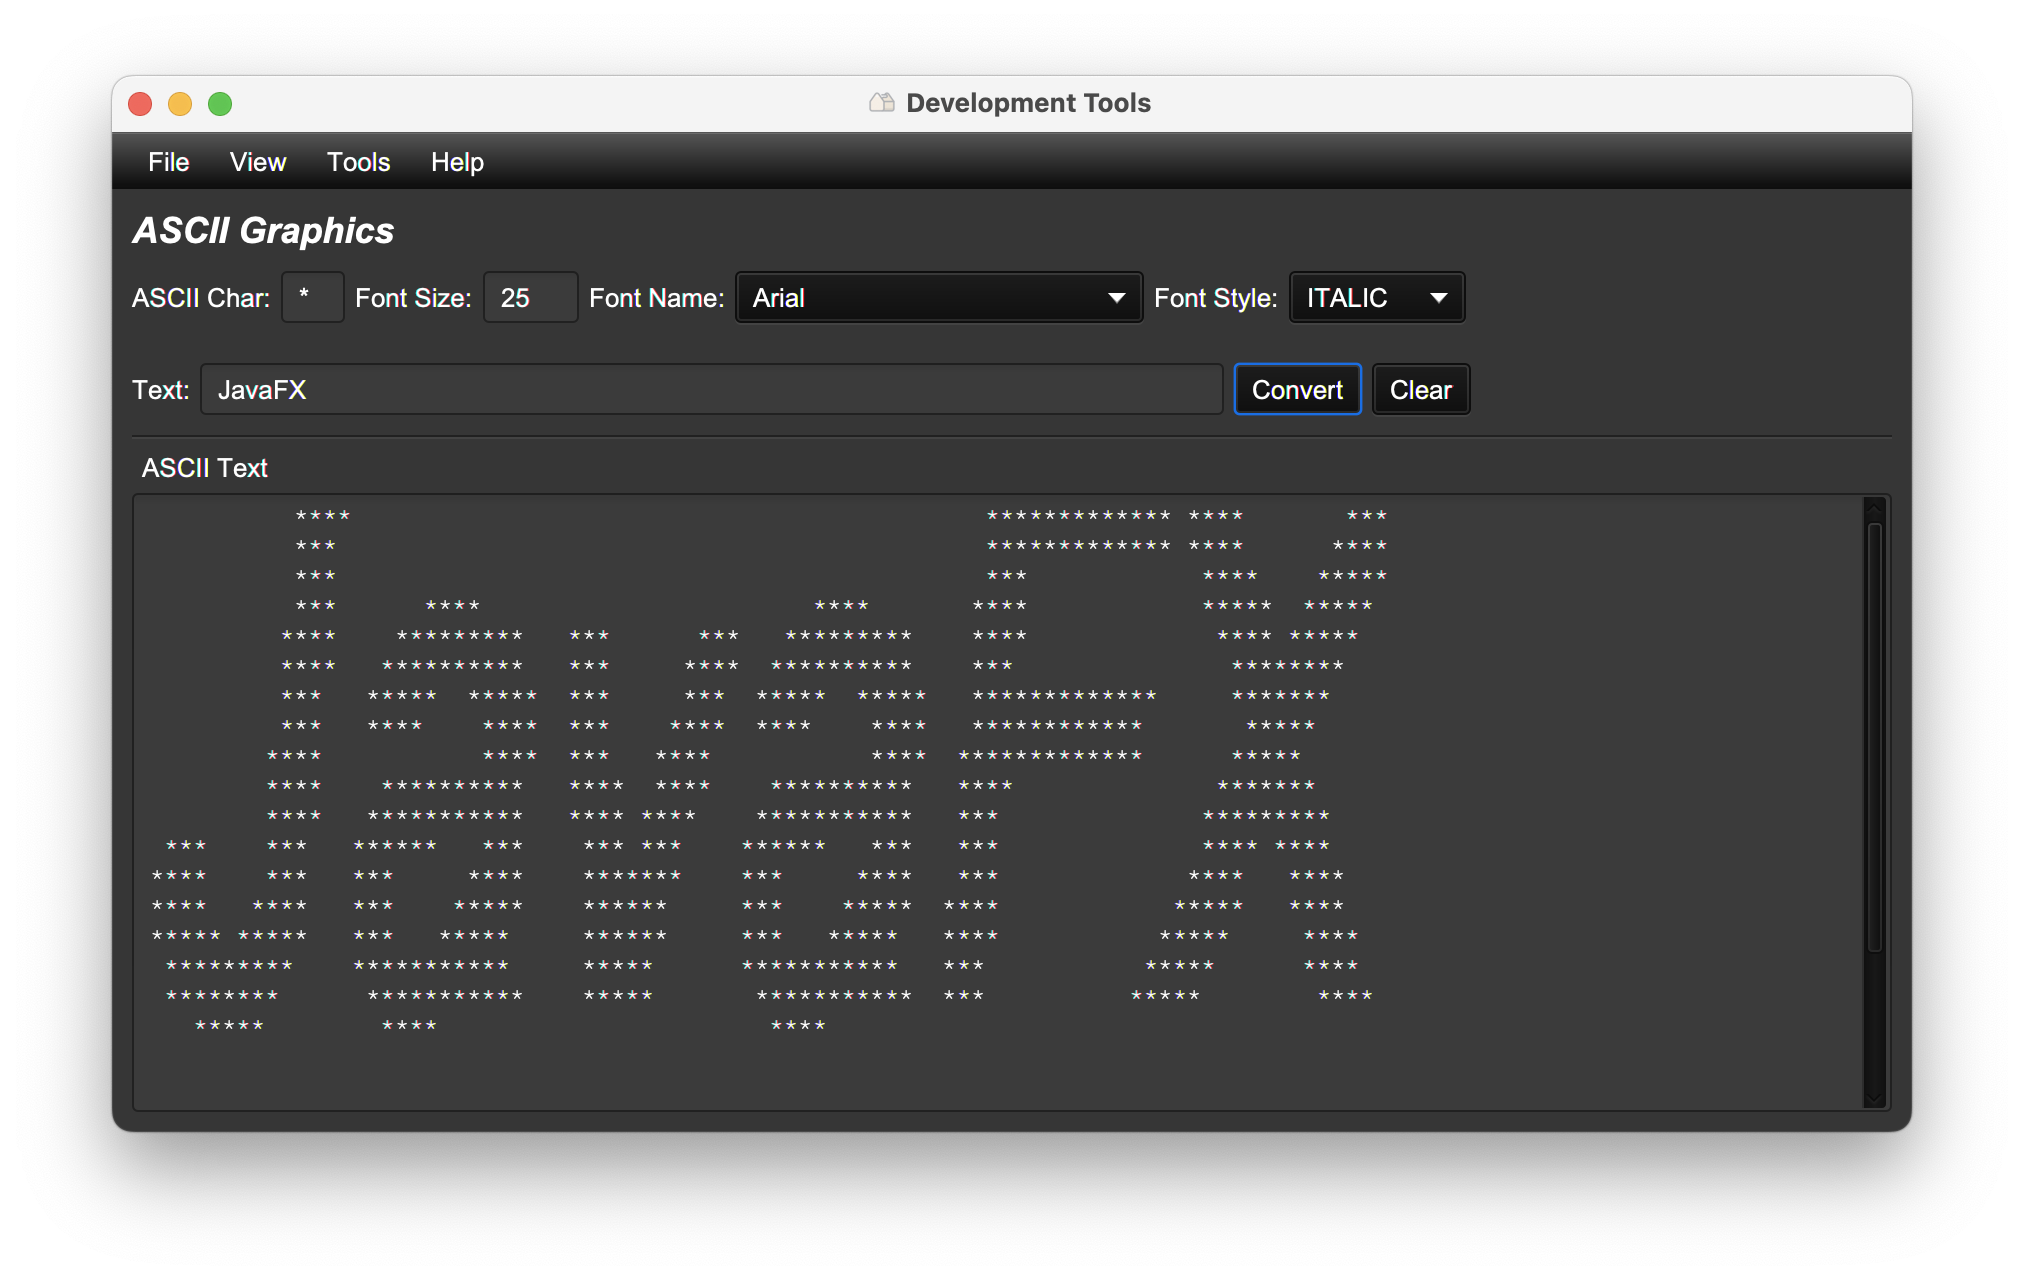 Development Tools
File View Tools Help
ASCII Graphics
ASCII Char: * Font Size: 25 Font Name: Arial Font Style: ITALIC
Text: JavaFX Convert Clear
ASCII Text
          ****                                            ************* ****       ***
          ***                                             ************* ****      ****
          ***                                             ***            ****    *****
          ***      ****                       ****       ****            *****  *****
         ****    *********   ***      ***   *********    ****             **** *****
         ****   **********   ***     ****  **********    ***               ********
         ***   *****  *****  ***     ***  *****  *****   *************     *******
         ***   ****    ****  ***    ****  ****    ****   ************       *****
        ****           ****  ***   ****           ****  *************      *****
        ****    **********   ****  ****    **********   ****              *******
        ****   ***********   **** ****    ***********   ***              *********
 ***    ***   ******   ***    *** ***    ******   ***   ***              **** ****
****    ***   ***     ****    *******    ***     ****   ***             ****   ****
****   ****   ***    *****    ******     ***    *****  ****            *****   ****
***** *****   ***   *****     ******     ***   *****   ****           *****     ****
 *********    ***********     *****      ***********   ***           *****      ****
 ********      ***********    *****       ***********  ***          *****        ****
   *****        ****                       ****